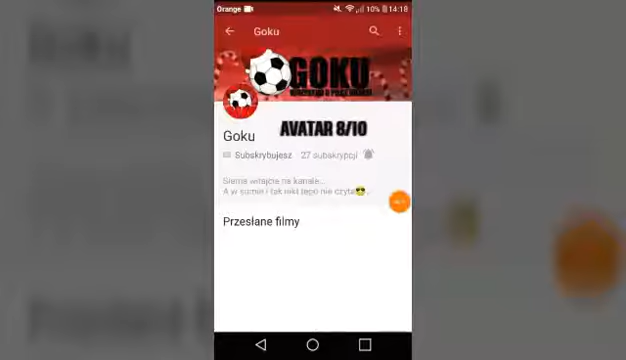 Orange 10% 14:18
Goku
GOKU
AVATAR 8/10
Goku
Subskrybujesz · 27 subskrypcji
Siema witajcie na kanale...
A w sumie i tak nikt tego nie czyta😎..
Przesłane filmy